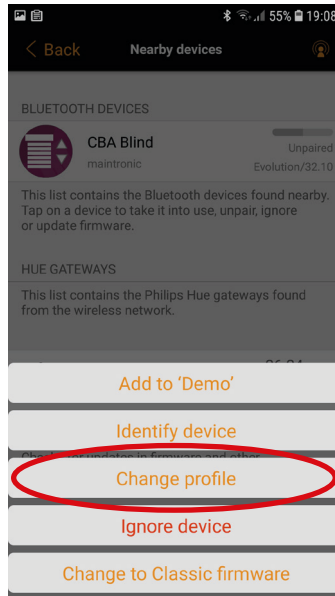 55% 19:08
Back Nearby devices
BLUETOOTH DEVICES
CBA Blind
maintronic
Unpaired
Evolution/32.10
This list contains the Bluetooth devices found nearby.
Tap on a device to take it into use, unpair, ignore
or update firmware.
HUE GATEWAYS
This list contains the Philips Hue gateways found
from the wireless network.
Add to ‘Demo’
Identify device
Change profile
Ignore device
Change to Classic firmware